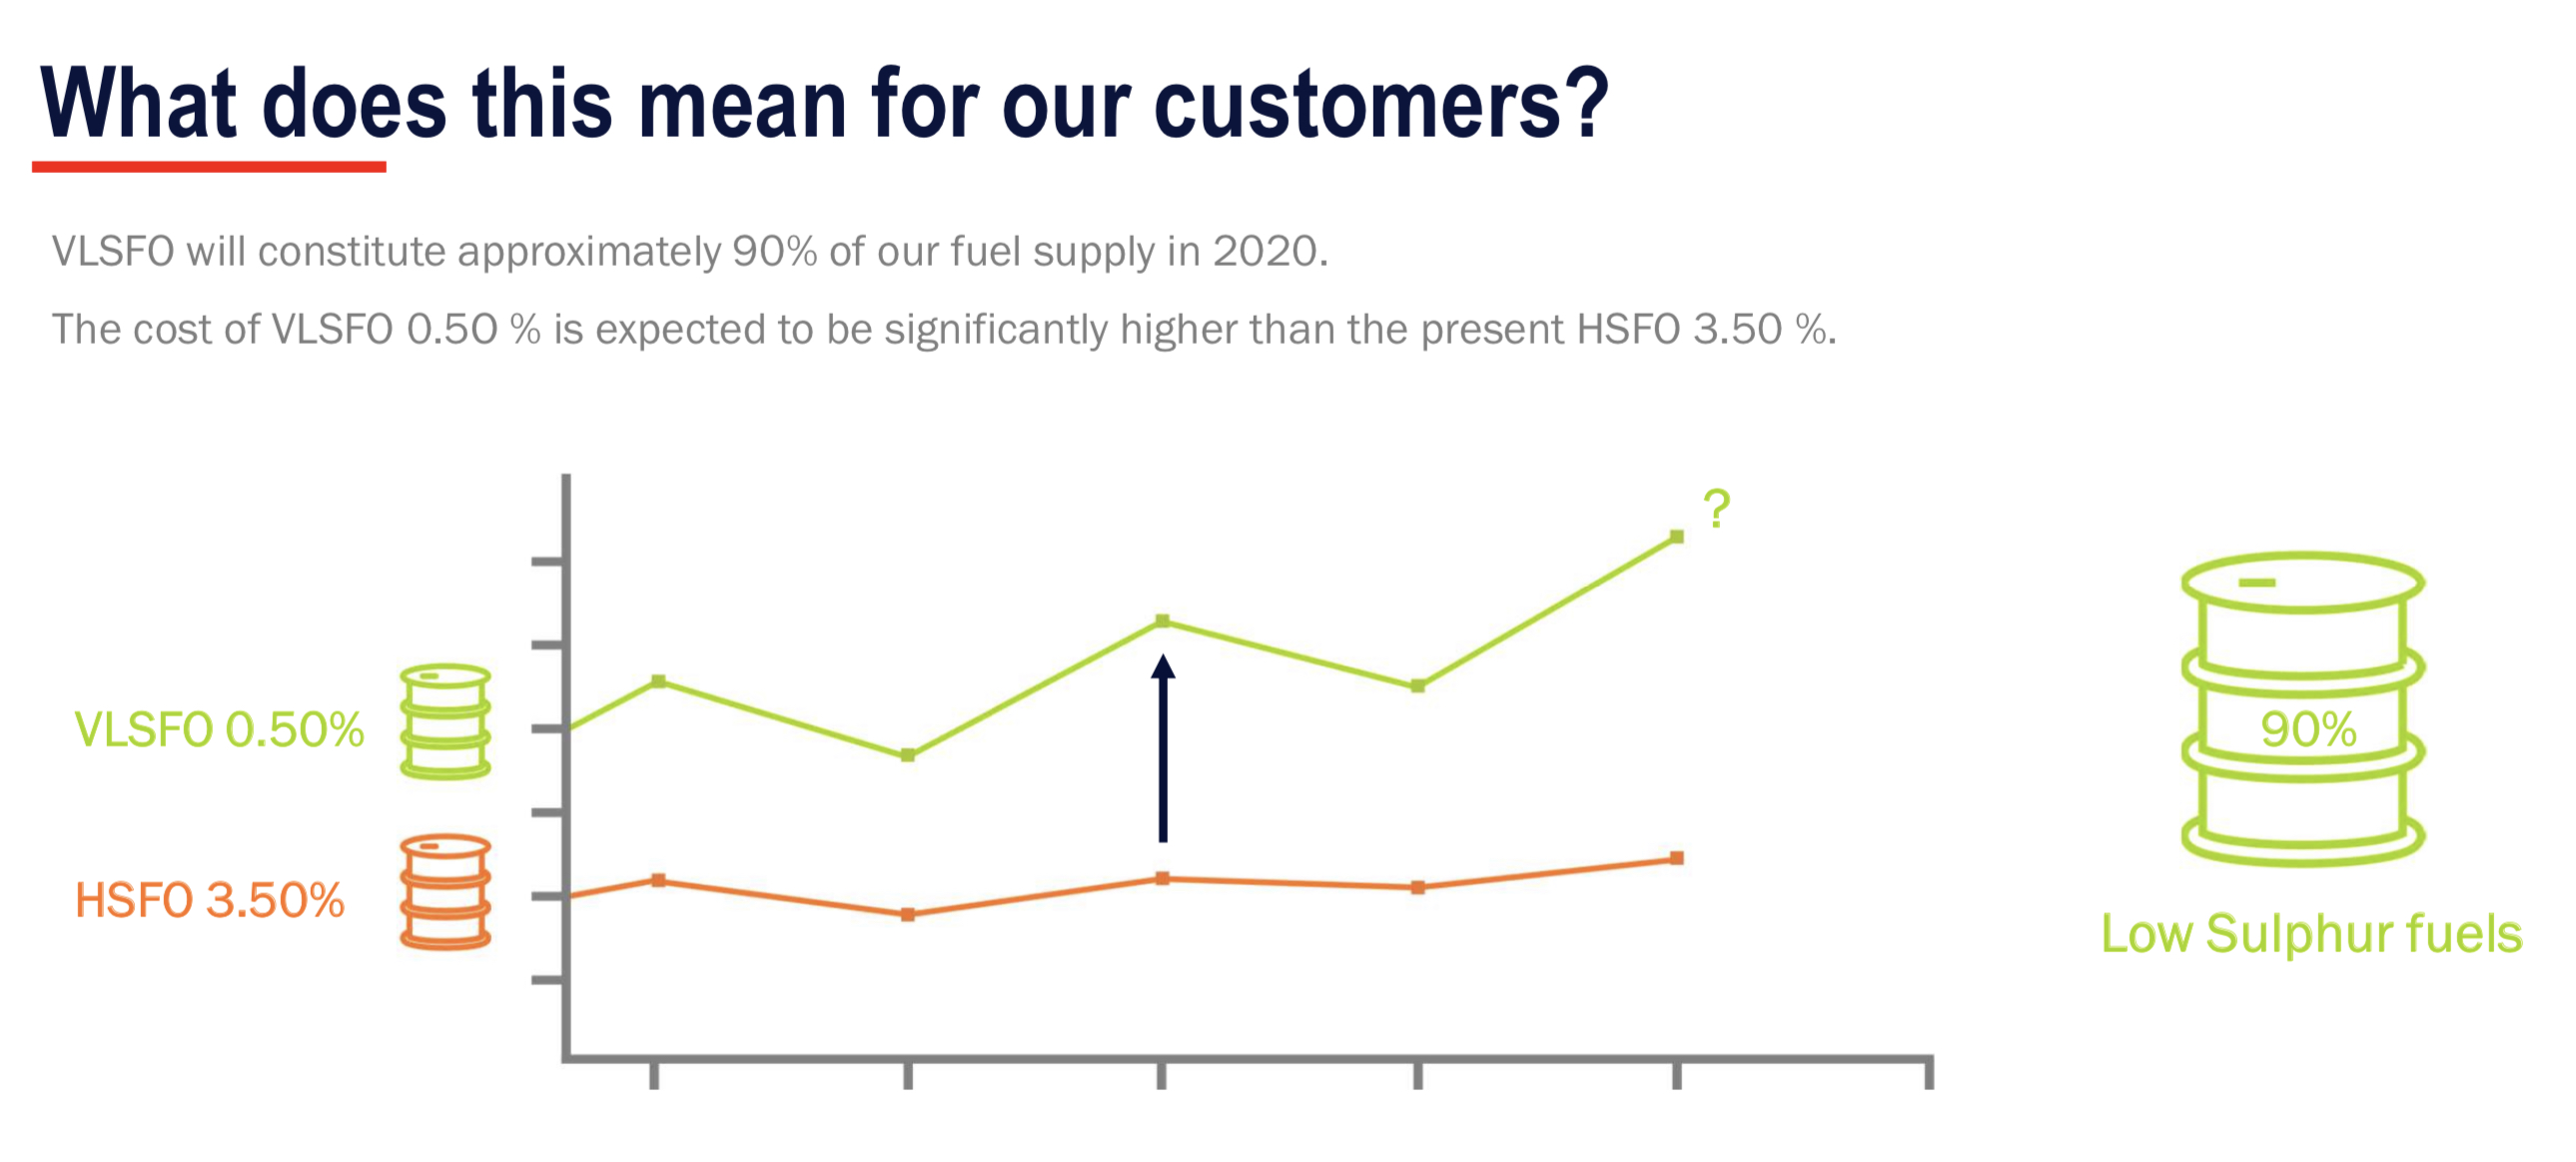 What does this mean for our customers?
VLSFO will constitute approximately 90% of our fuel supply in 2020.
The cost of VLSFO 0.50 % is expected to be significantly higher than the present HSFO 3.50 %.
?
VLSFO 0.50%
90%
HSFO 3.50%
Low Sulphur fuels